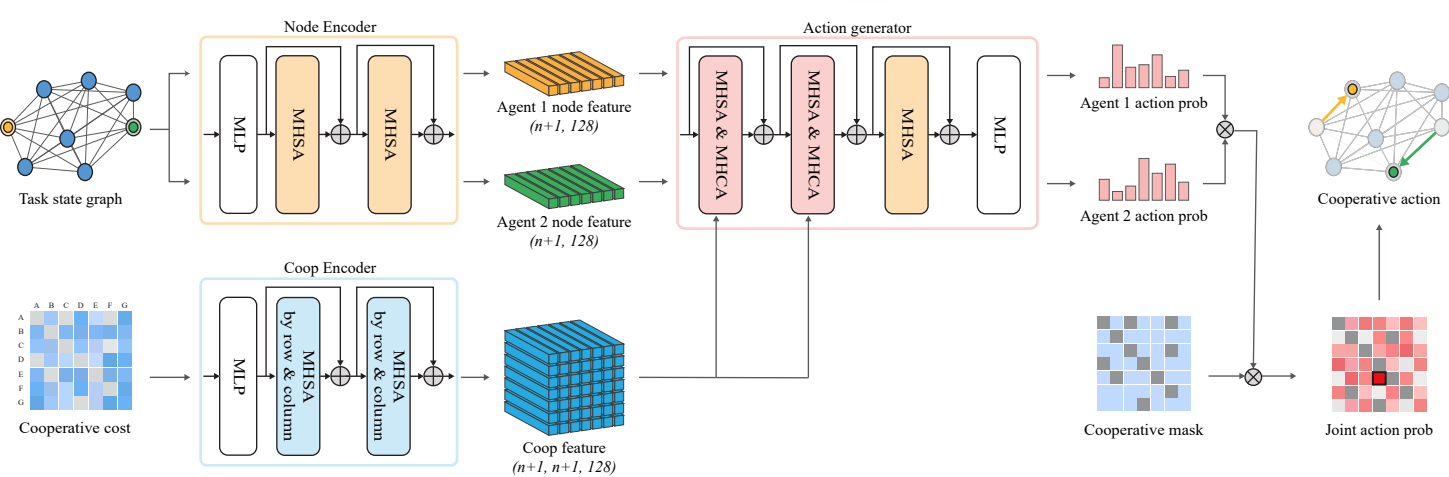 Node Encoder
MLP
MHSA
MHSA
Task state graph
Agent 1 node feature
(n+1, 128)
Agent 2 node feature
(n+1, 128)
Action generator
MHSA & MHCA
MHSA & MHCA
MHSA
MLP
Agent 1 action prob
Agent 2 action prob
Cooperative action
Coop Encoder
A B C D E F G
A
B
C
D
E
F
G
Cooperative cost
MLP
MHSA
by row & column
MHSA
by row & column
Coop feature
(n+1, n+1, 128)
Cooperative mask
Joint action prob